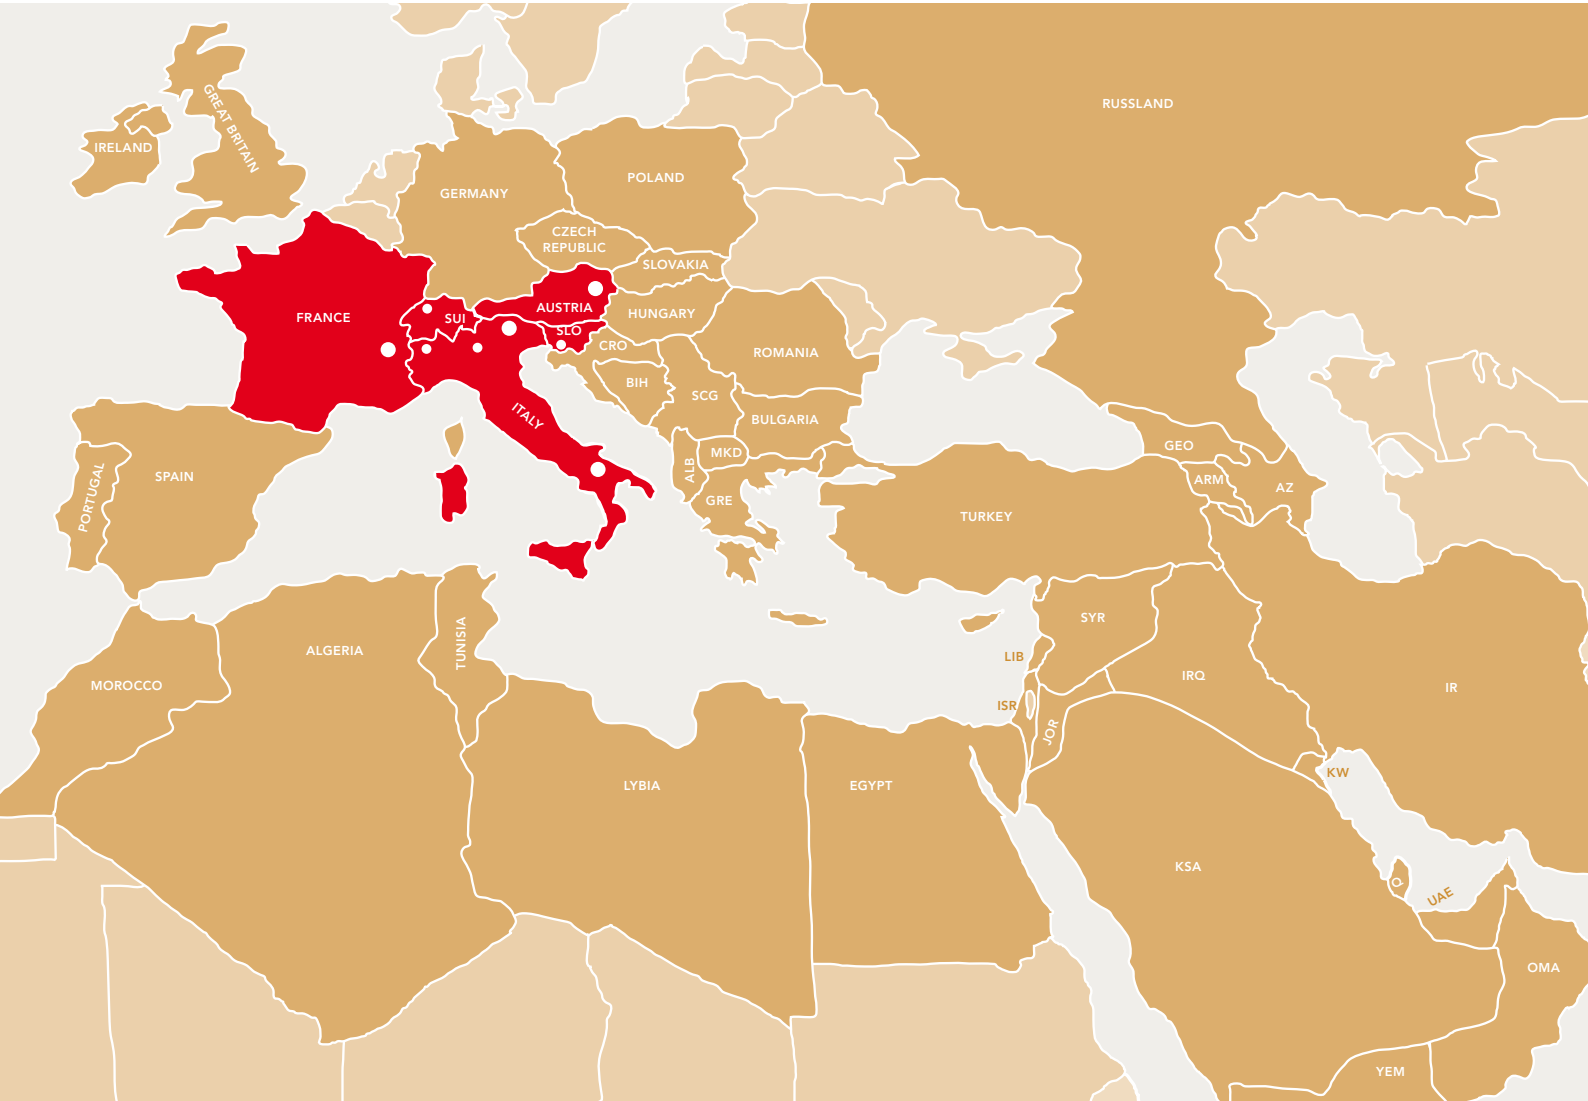 RUSSLAND
GREAT BRITAIN
IRELAND
GERMANY
POLAND
CZECH
REPUBLIC
SLOVAKIA
AUSTRIA
FRANCE
SUI
HUNGARY
SLO
CRO
ROMANIA
BIH
SCG
ITALY
BULGARIA
GEO
MKD
ALB
SPAIN
PORTUGAL
GRE
ARM
AZ
TURKEY
SYR
TUNISIA
ALGERIA
LIB
MOROCCO
IRQ
IR
ISR
JOR
KW
LYBIA
EGYPT
KSA
Q
UAE
OMA
YEM